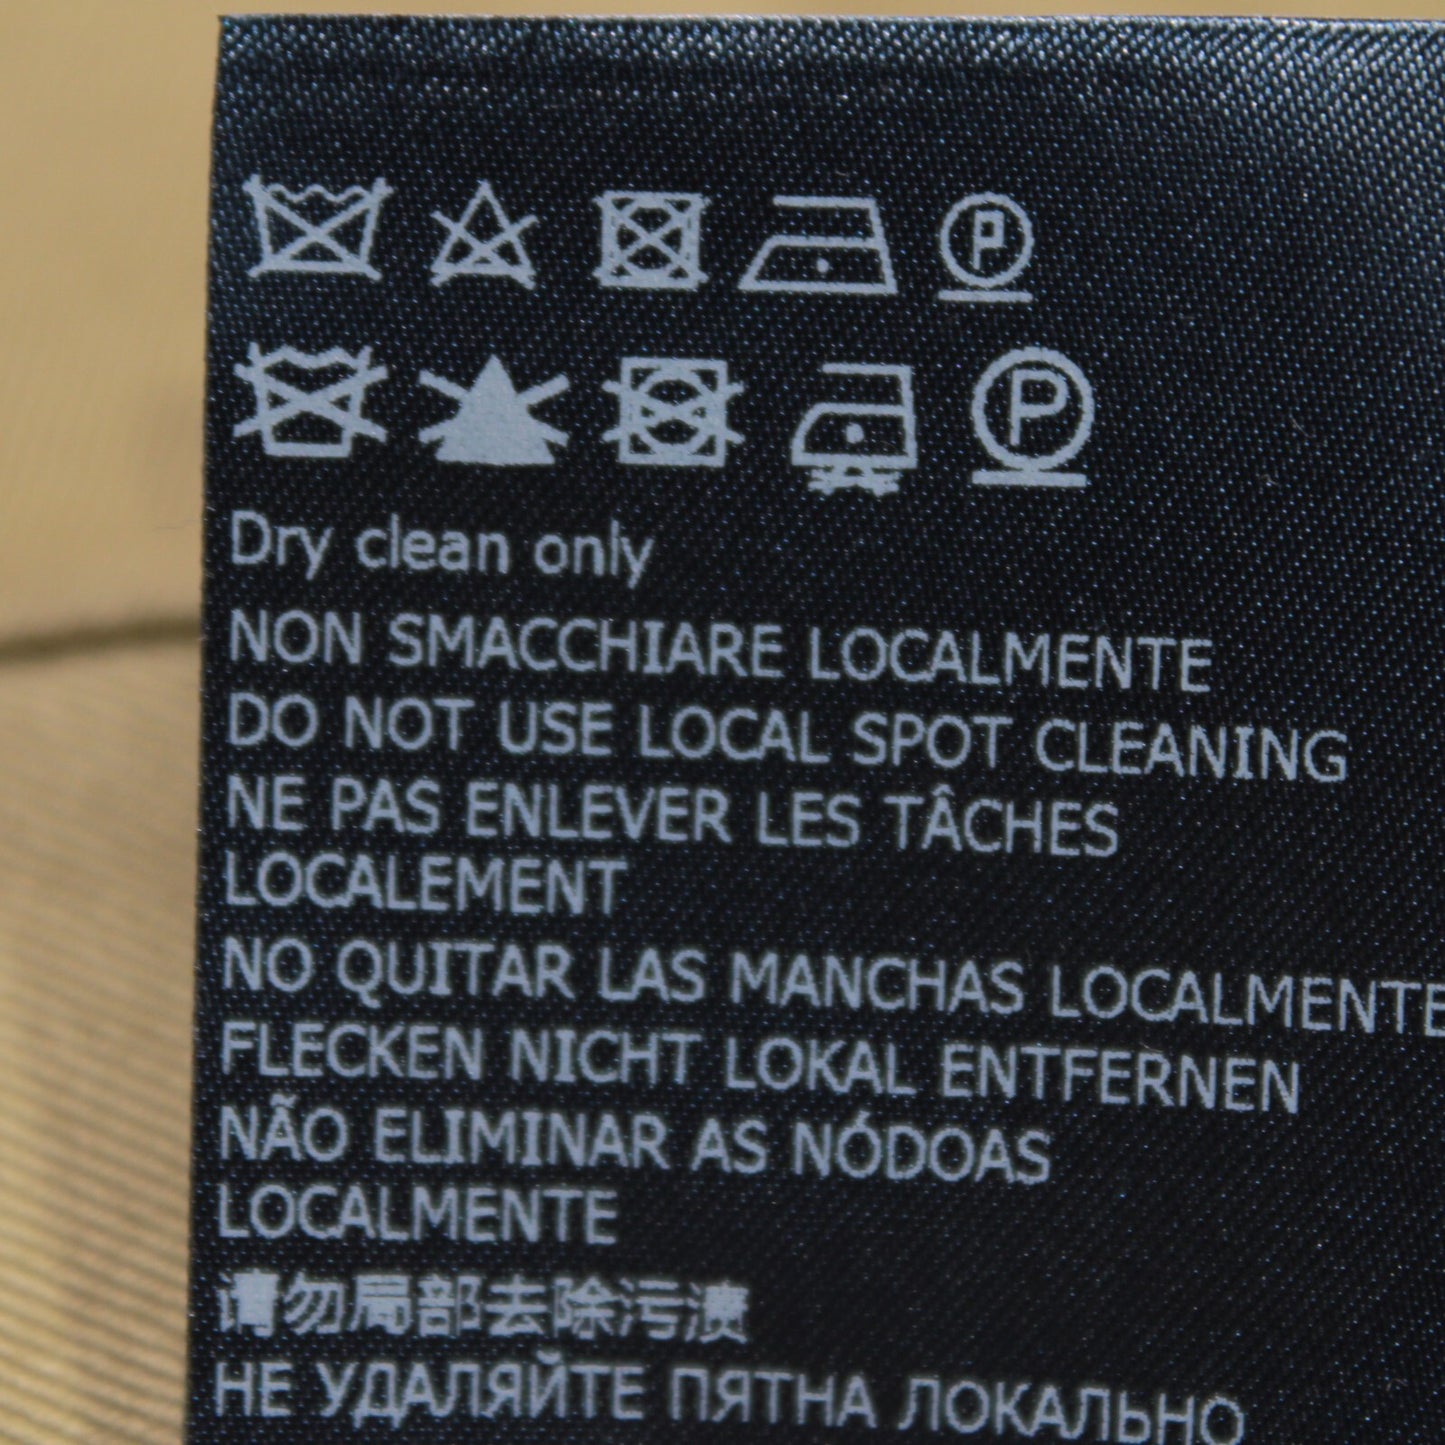 P
P
Dry clean only
NON SMACCHIARE LOCALMENTE
DO NOT USE LOCAL SPOT CLEANING
NE PAS ENLEVER LES TÂCHES
LOCALEMENT
NO QUITAR LAS MANCHAS LOCALMENTE
FLECKEN NICHT LOKAL ENTFERNEN
NÃO ELIMINAR AS NÓDOAS
LOCALMENTE
请勿局部去除污渍
НЕ УДАЛЯЙТЕ ПЯТНА ЛОКАЛЬНО